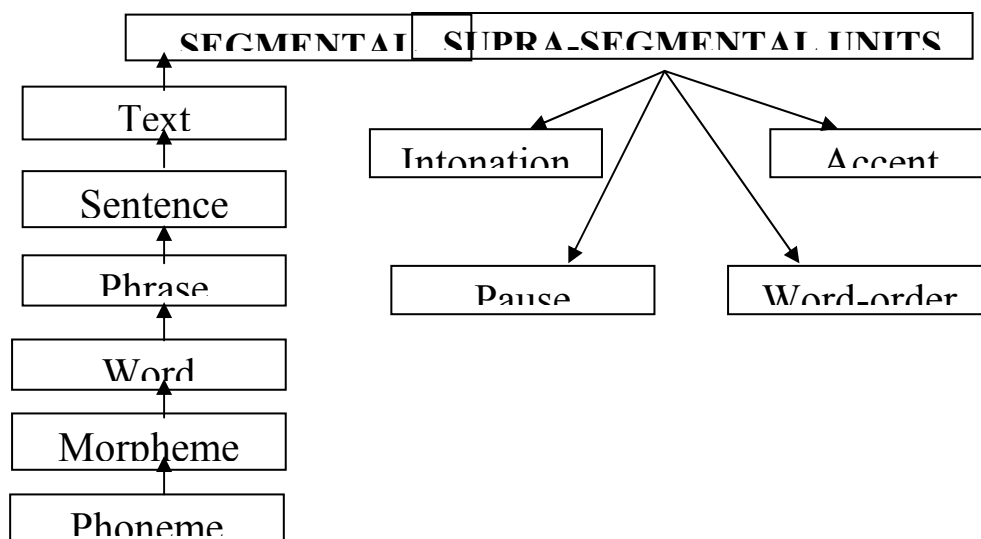 SEGMENTAL
SUPRA-SEGMENTAL UNITS
Text
Sentence
Phrase
Word
Morpheme
Phoneme
Intonation
Accent
Pause
Word-order